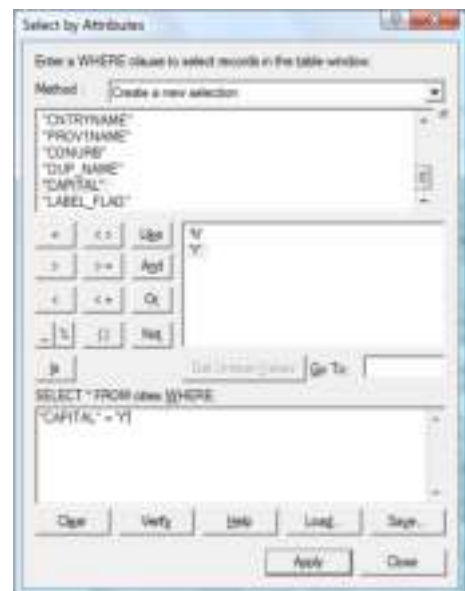 Select by Attributes
Enter a WHERE clause to select records in the table window.
Method : Create a new selection
"CNTRYNAME"
"PROV1NAME"
"CONURB"
"DUP_NAME"
"CAPITAL"
"LABEL_FLAG"
= <> Like 'N'
'Y'
> >= And
< <= Or
_ % () Not
Is Get Unique Values Go To:
SELECT * FROM cities WHERE:
"CAPITAL" = 'Y'
Clear Verify Help Load... Save...
Apply Close